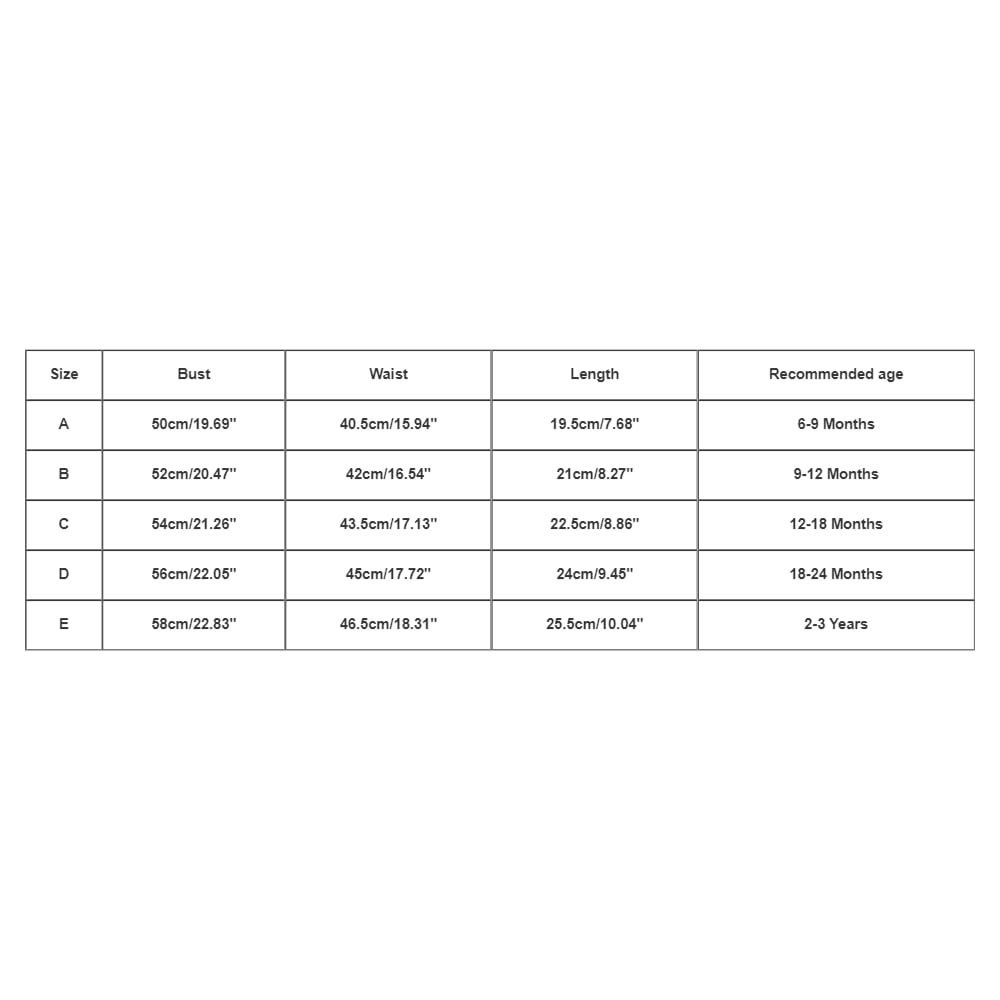 Size Bust Waist Length Recommended age
A 50cm/19.69" 40.5cm/15.94" 19.5cm/7.68" 6-9 Months
B 52cm/20.47" 42cm/16.54" 21cm/8.27" 9-12 Months
C 54cm/21.26" 43.5cm/17.13" 22.5cm/8.86" 12-18 Months
D 56cm/22.05" 45cm/17.72" 24cm/9.45" 18-24 Months
E 58cm/22.83" 46.5cm/18.31" 25.5cm/10.04" 2-3 Years